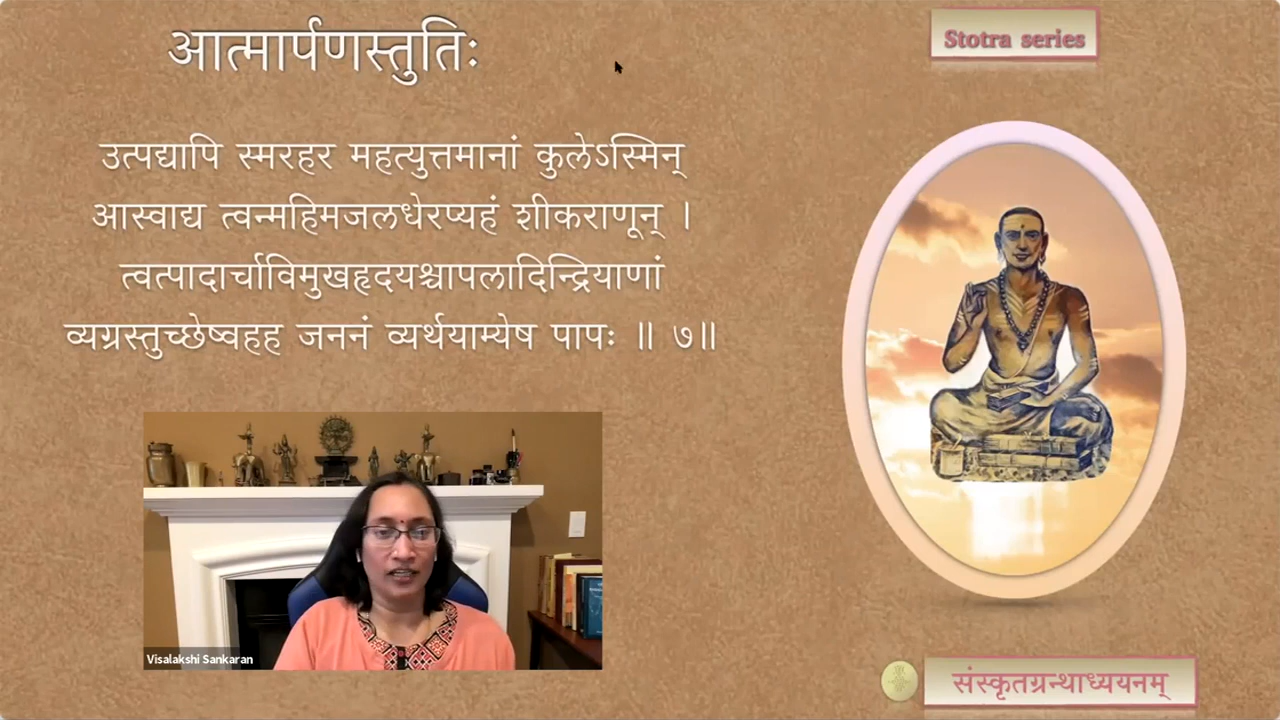 आत्मार्पणस्तुतिः
Stotra series
उत्पद्यापि स्मरहर महत्युत्तमानां कुलेऽस्मिन्
आस्वाद्य त्वन्महिमजलधेरप्यहं शीकराणून् ।
त्वत्पादार्चाविमुखहृदयश्चापलादिन्द्रियाणां
व्यग्रस्तुच्छेष्वहह जननं व्यर्थयाम्येष पापः ॥ ७॥
Visalakshi Sankaran
संस्कृतग्रन्थाध्ययनम्